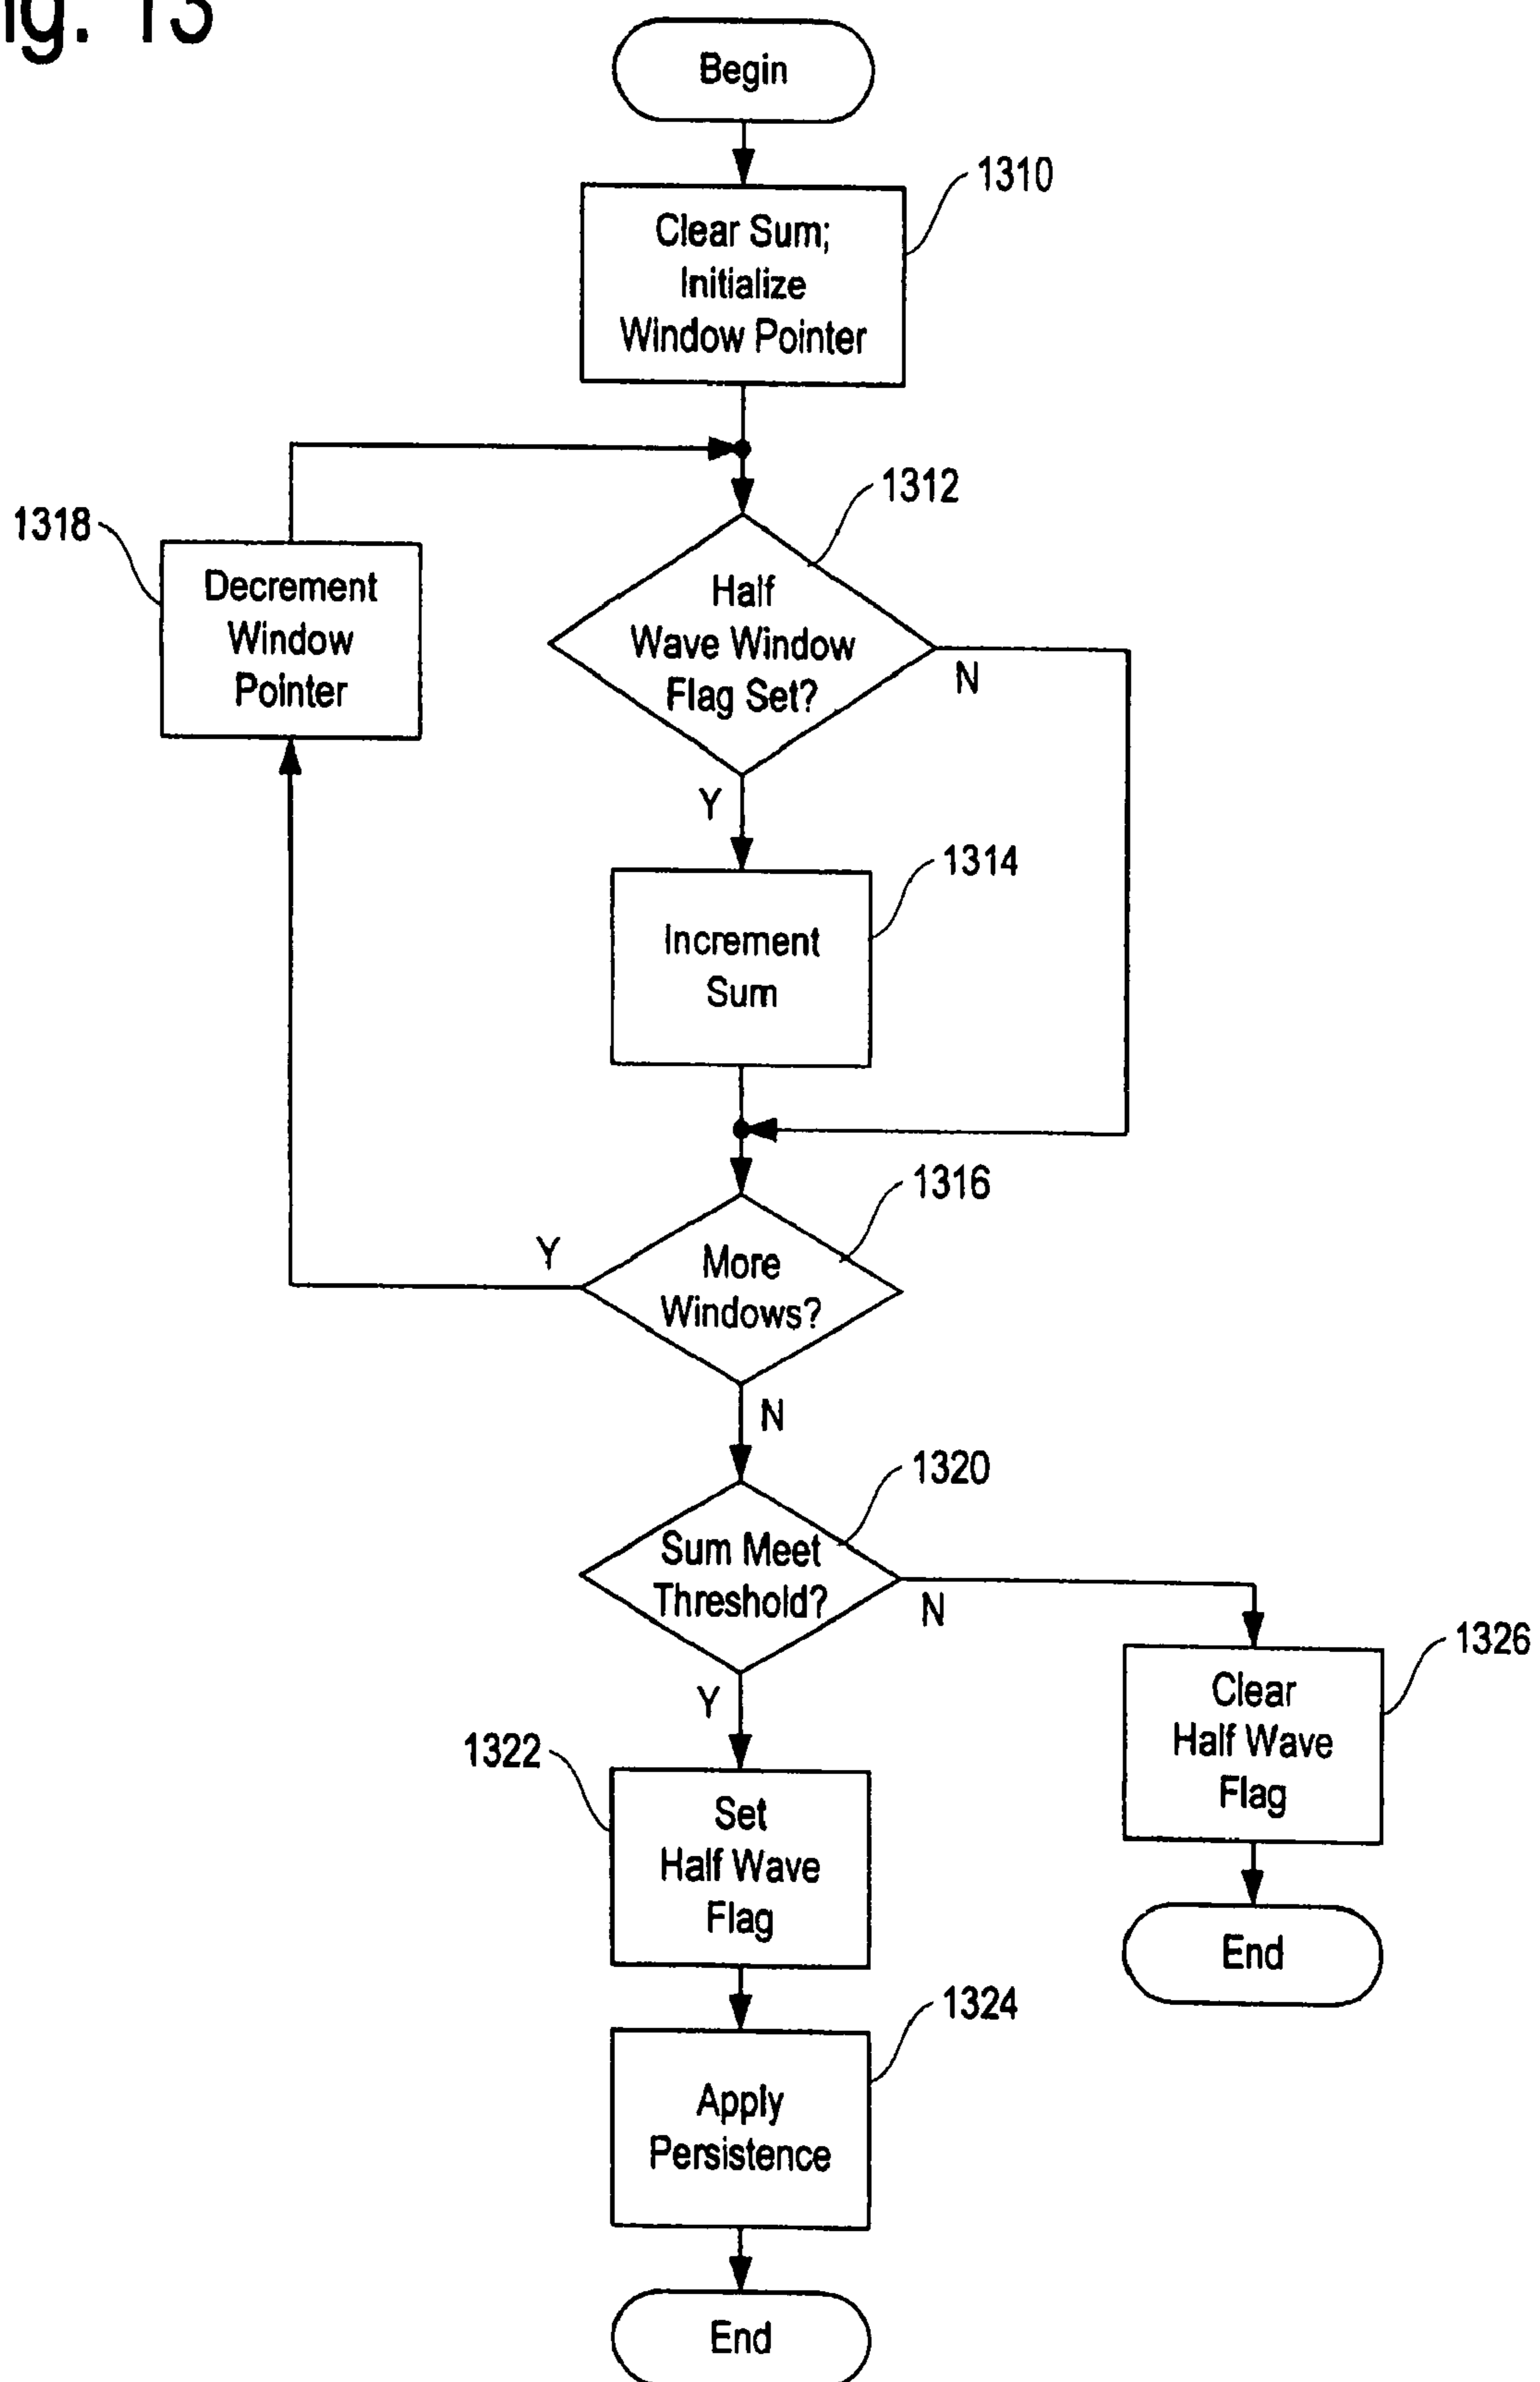 ig. 13
Begin
1310
Clear Sum;
Initialize
Window Pointer
1312
1318
Decrement
Window
Pointer
Half
Wave Window
Flag Set?
N
Y
1314
Increment
Sum
1316
Y
More
Windows?
N
1320
Sum Meet
Threshold?
N
1326
Clear
Half Wave
Flag
Y
1322
Set
Half Wave
Flag
End
1324
Apply
Persistence
End